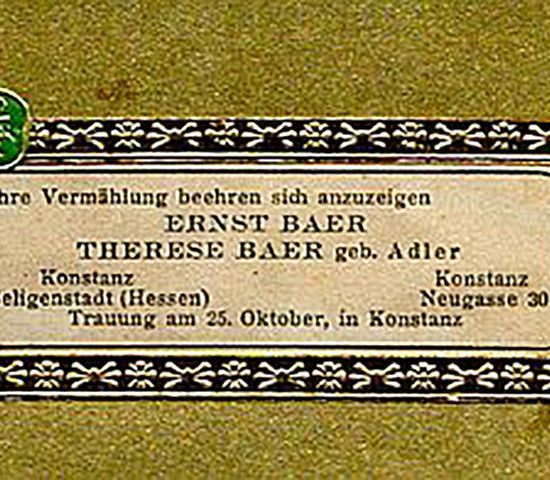 hre Vermählung beehren sich anzuzeigen
ERNST BAER
THERESE BAER geb. Adler
Konstanz Konstanz
eligenstadt (Hessen) Neugasse 30
Trauung am 25. Oktober, in Konstanz